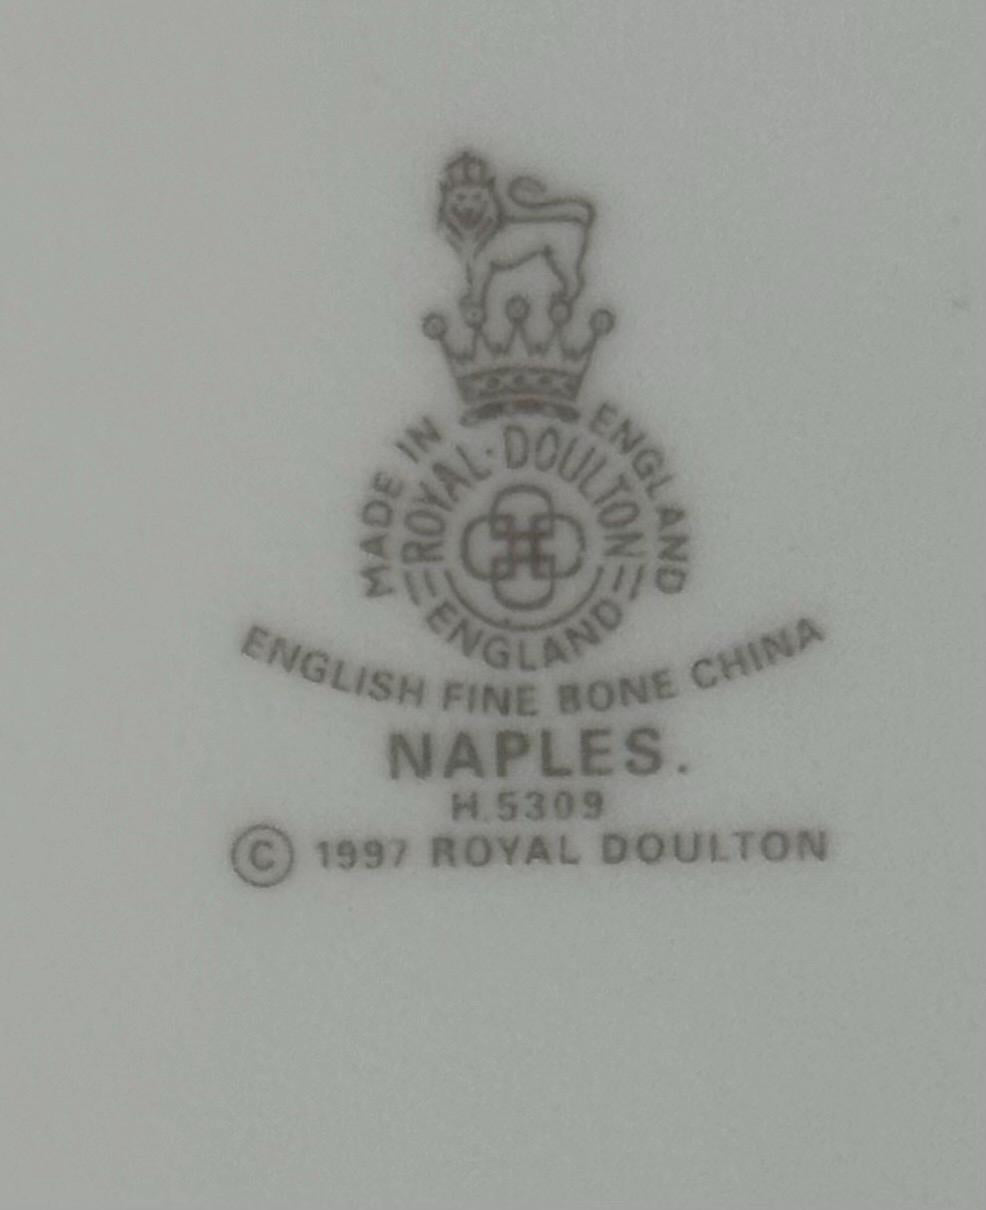 MADE IN ENGLAND
ROYAL·DOULTON
ENGLAND
ENGLISH FINE BONE CHINA
NAPLES.
H.5309
© 1997 ROYAL DOULTON